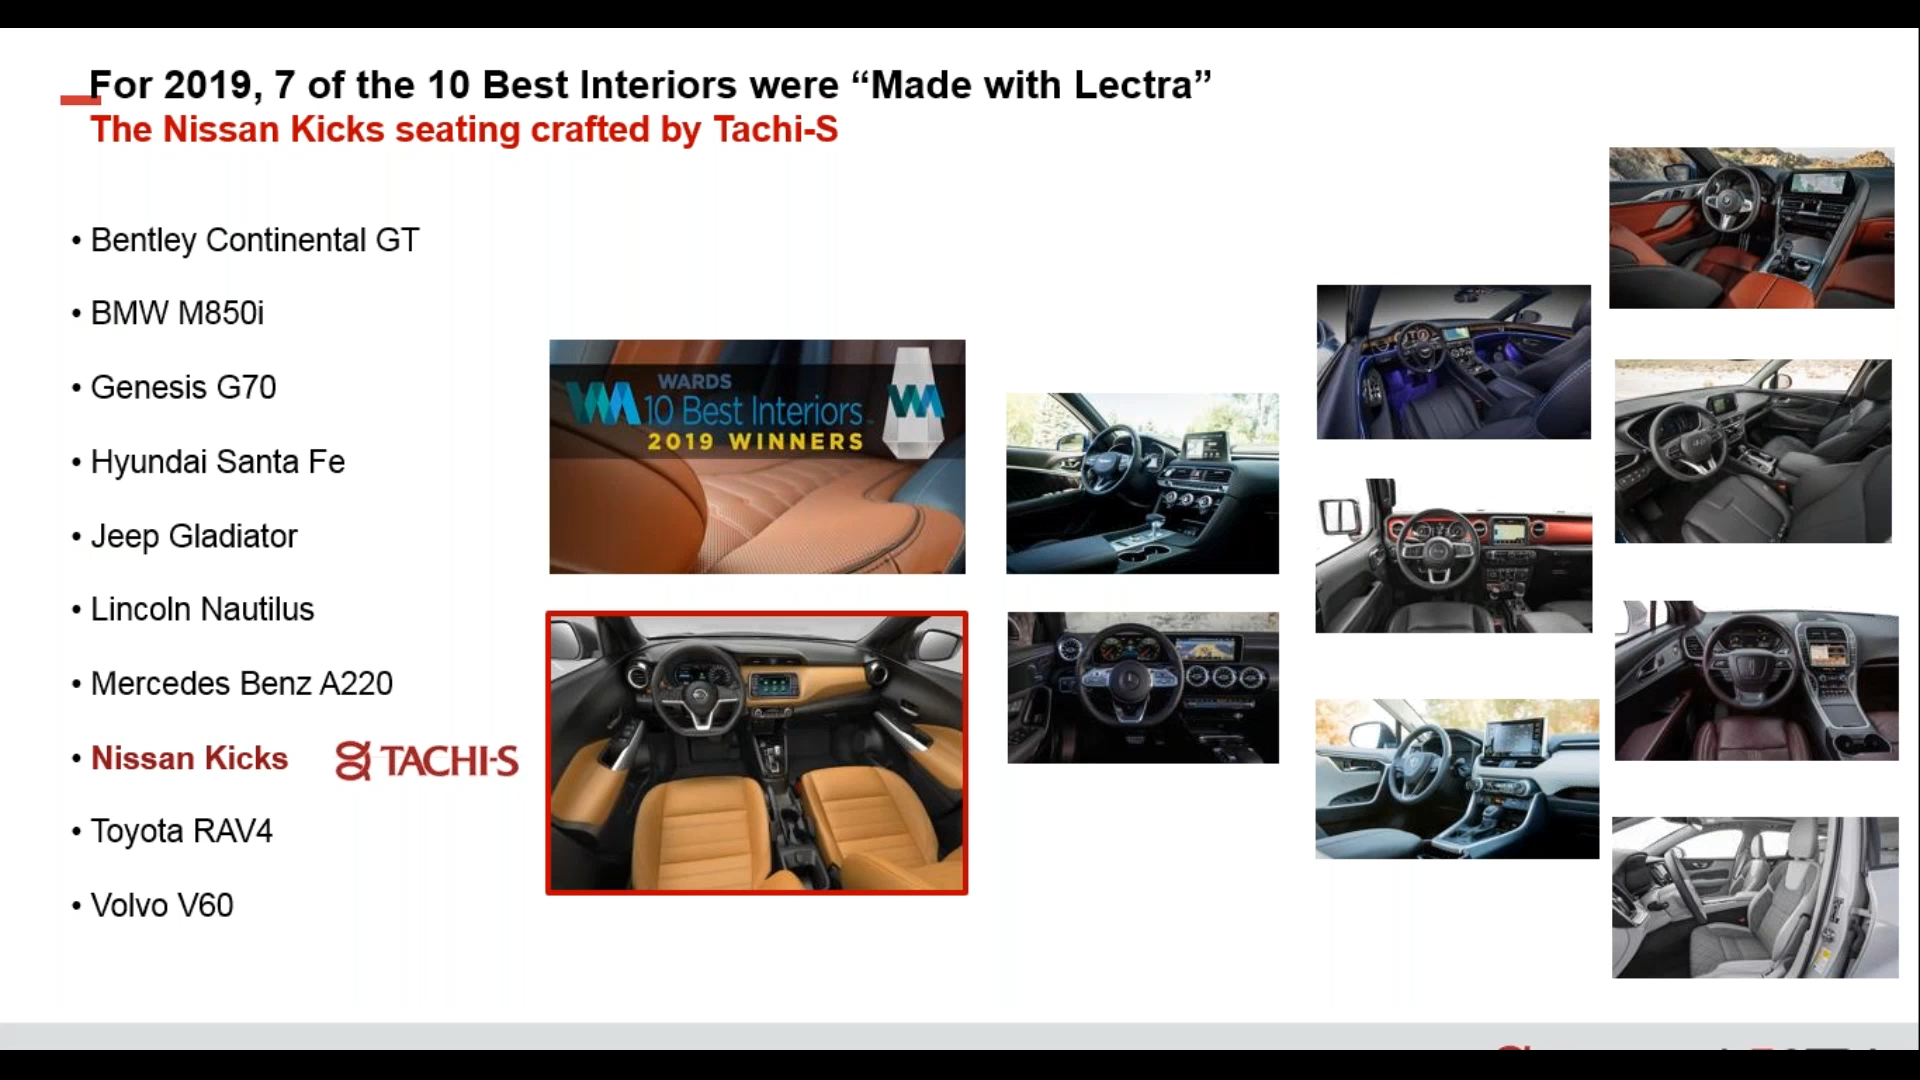 For 2019, 7 of the 10 Best Interiors were “Made with Lectra”
The Nissan Kicks seating crafted by Tachi-S
• Bentley Continental GT
• BMW M850i
• Genesis G70
• Hyundai Santa Fe
• Jeep Gladiator
• Lincoln Nautilus
• Mercedes Benz A220
• Nissan Kicks
TACHI-S
• Toyota RAV4
• Volvo V60
WARDS
10 Best Interiors
2019 WINNERS